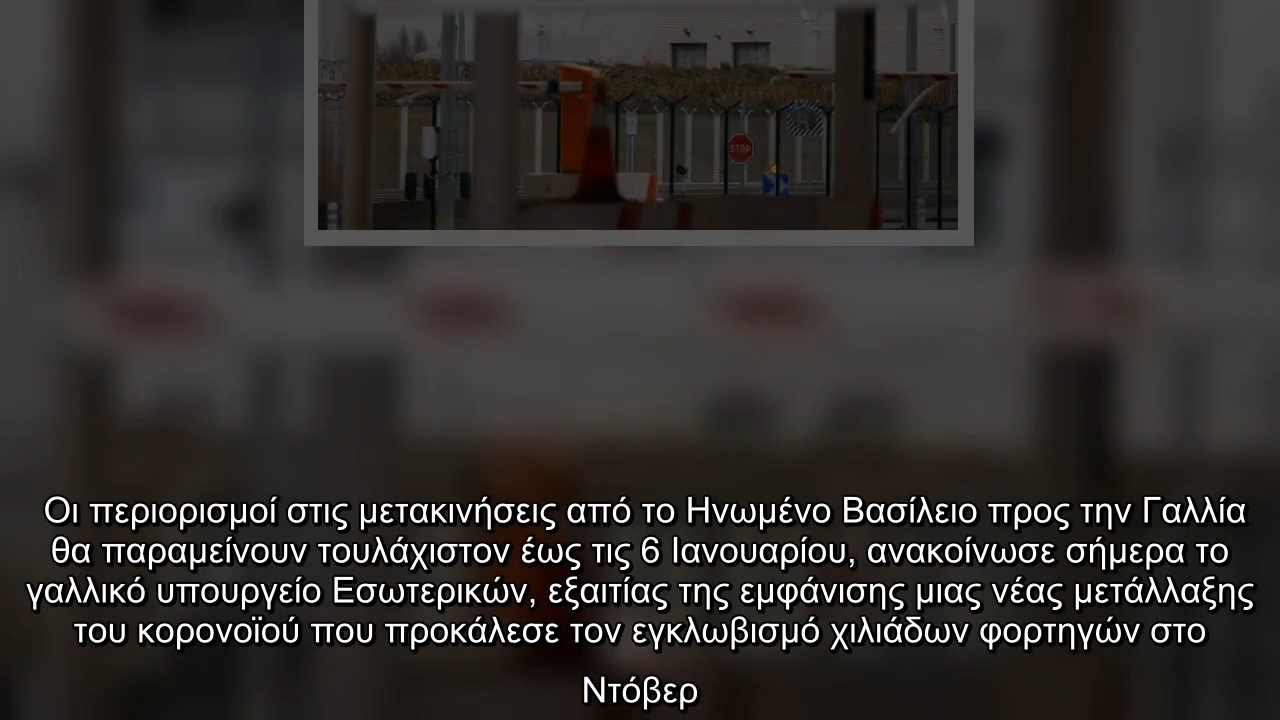 STOP
Οι περιορισμοί στις μετακινήσεις από το Ηνωμένο Βασίλειο προς την Γαλλία
θα παραμείνουν τουλάχιστον έως τις 6 Ιανουαρίου, ανακοίνωσε σήμερα το
γαλλικό υπουργείο Εσωτερικών, εξαιτίας της εμφάνισης μιας νέας μετάλλαξης
του κορονοϊού που προκάλεσε τον εγκλωβισμό χιλιάδων φορτηγών στο
Ντόβερ